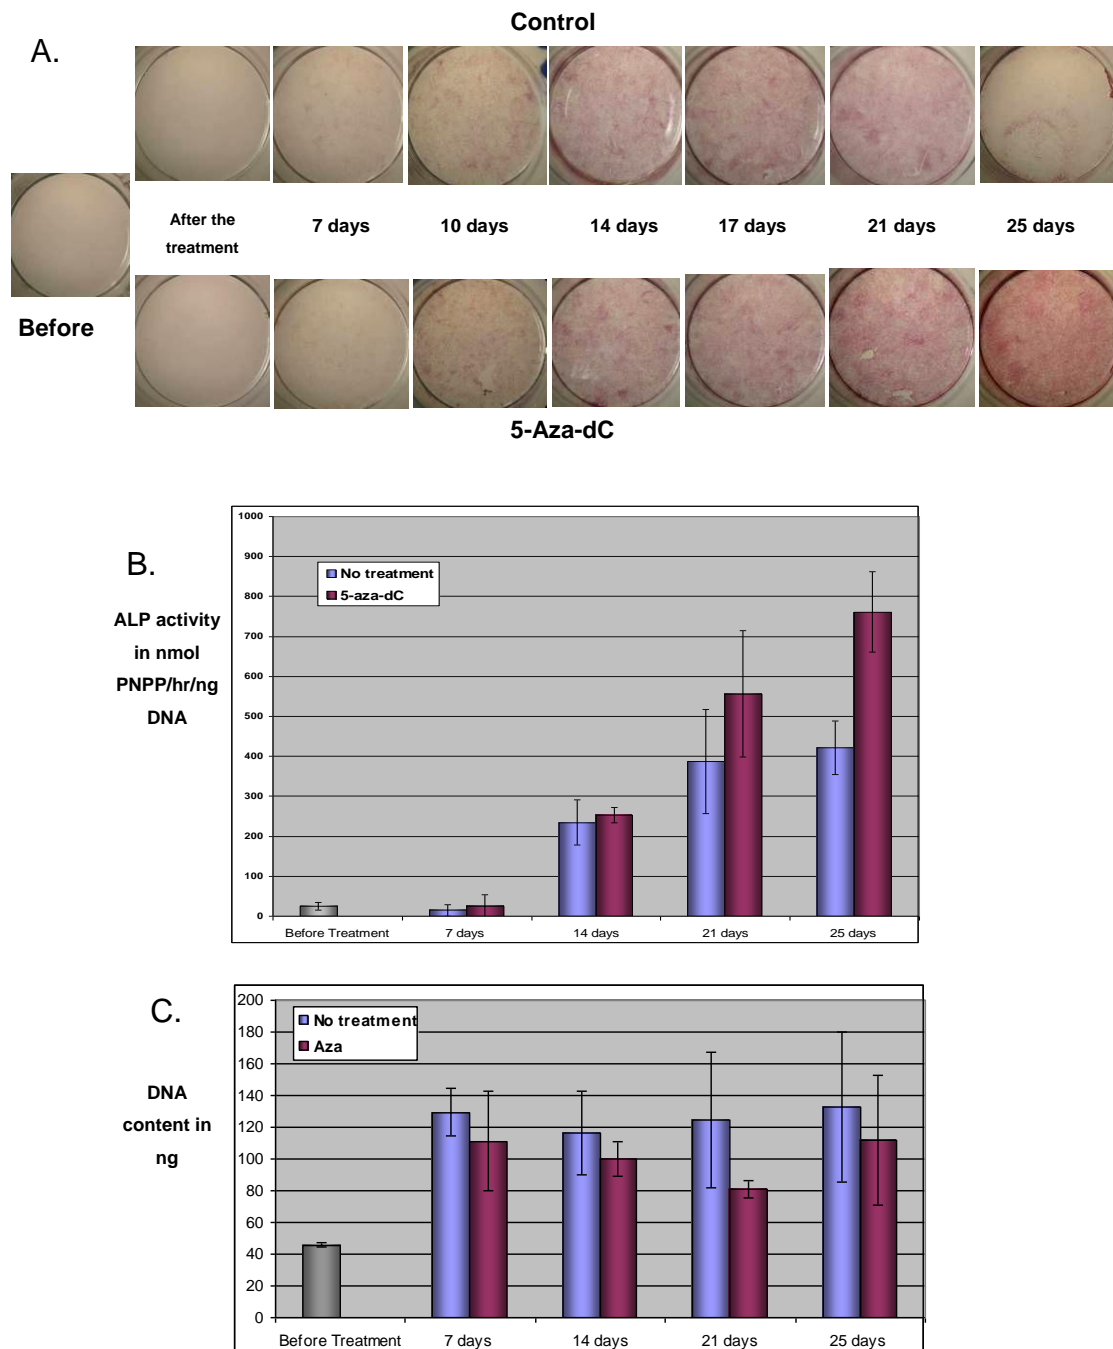 Control
A.
After the
treatment
7 days
10 days
14 days
17 days
21 days
25 days
Before
5-Aza-dC
B.
ALP activity
in nmol
PNPP/hr/ng
DNA
1000
900
800
700
600
500
400
300
200
100
0
No treatment
5-aza-dC
Before Treatment
7 days
14 days
21 days
25 days
C.
DNA
content in
ng
200
180
160
140
120
100
80
60
40
20
0
No treatment
Aza
Before Treatment
7 days
14 days
21 days
25 days